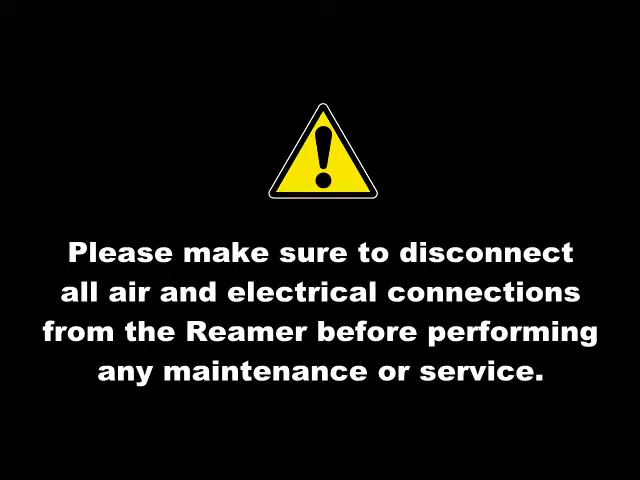 Please make sure to disconnect
all air and electrical connections
from the Reamer before performing
any maintenance or service.